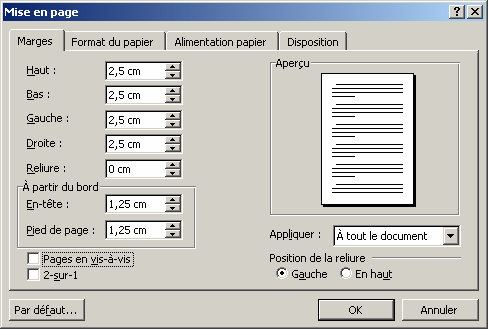 Mise en page
Marges
Format du papier
Alimentation papier
Disposition
Haut :
2,5 cm
Bas :
2,5 cm
Gauche :
2,5 cm
Droite :
2,5 cm
Reliure :
0 cm
À partir du bord
En-tête :
1,25 cm
Pied de page :
1,25 cm
Pages en vis-à-vis
2-sur-1
Aperçu
Appliquer :
À tout le document
Position de la reliure
Gauche
En haut
Par défaut...
OK
Annuler